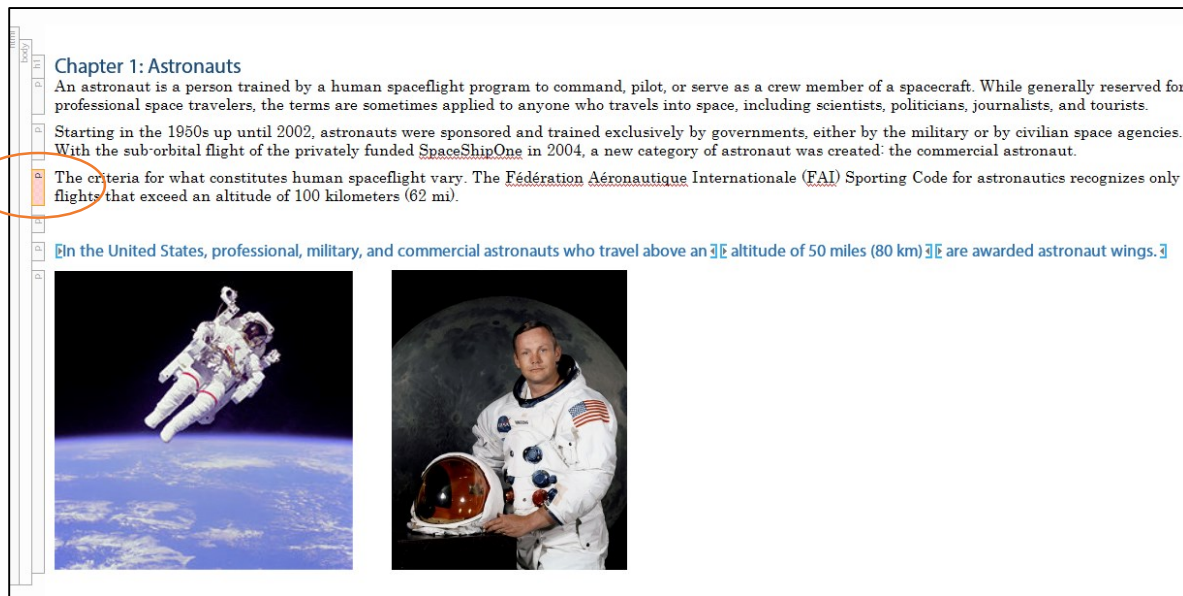 html
body
h1
Chapter 1: Astronauts
p
An astronaut is a person trained by a human spaceflight program to command, pilot, or serve as a crew member of a spacecraft. While generally reserved for
professional space travelers, the terms are sometimes applied to anyone who travels into space, including scientists, politicians, journalists, and tourists.
p
Starting in the 1950s up until 2002, astronauts were sponsored and trained exclusively by governments, either by the military or by civilian space agencies.
With the sub-orbital flight of the privately funded SpaceShipOne in 2004, a new category of astronaut was created: the commercial astronaut.
p
The criteria for what constitutes human spaceflight vary. The Fédération Aéronautique Internationale (FAI) Sporting Code for astronautics recognizes only
flights that exceed an altitude of 100 kilometers (62 mi).
p
p
In the United States, professional, military, and commercial astronauts who travel above an altitude of 50 miles (80 km) are awarded astronaut wings.
p
NASA